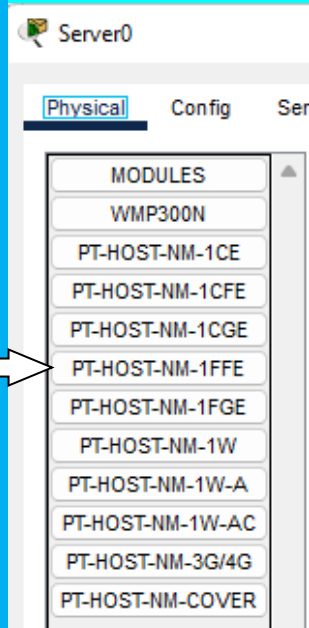 Server0
Physical Config Ser
MODULES
WMP300N
PT-HOST-NM-1CE
PT-HOST-NM-1CFE
PT-HOST-NM-1CGE
PT-HOST-NM-1FFE
PT-HOST-NM-1FGE
PT-HOST-NM-1W
PT-HOST-NM-1W-A
PT-HOST-NM-1W-AC
PT-HOST-NM-3G/4G
PT-HOST-NM-COVER